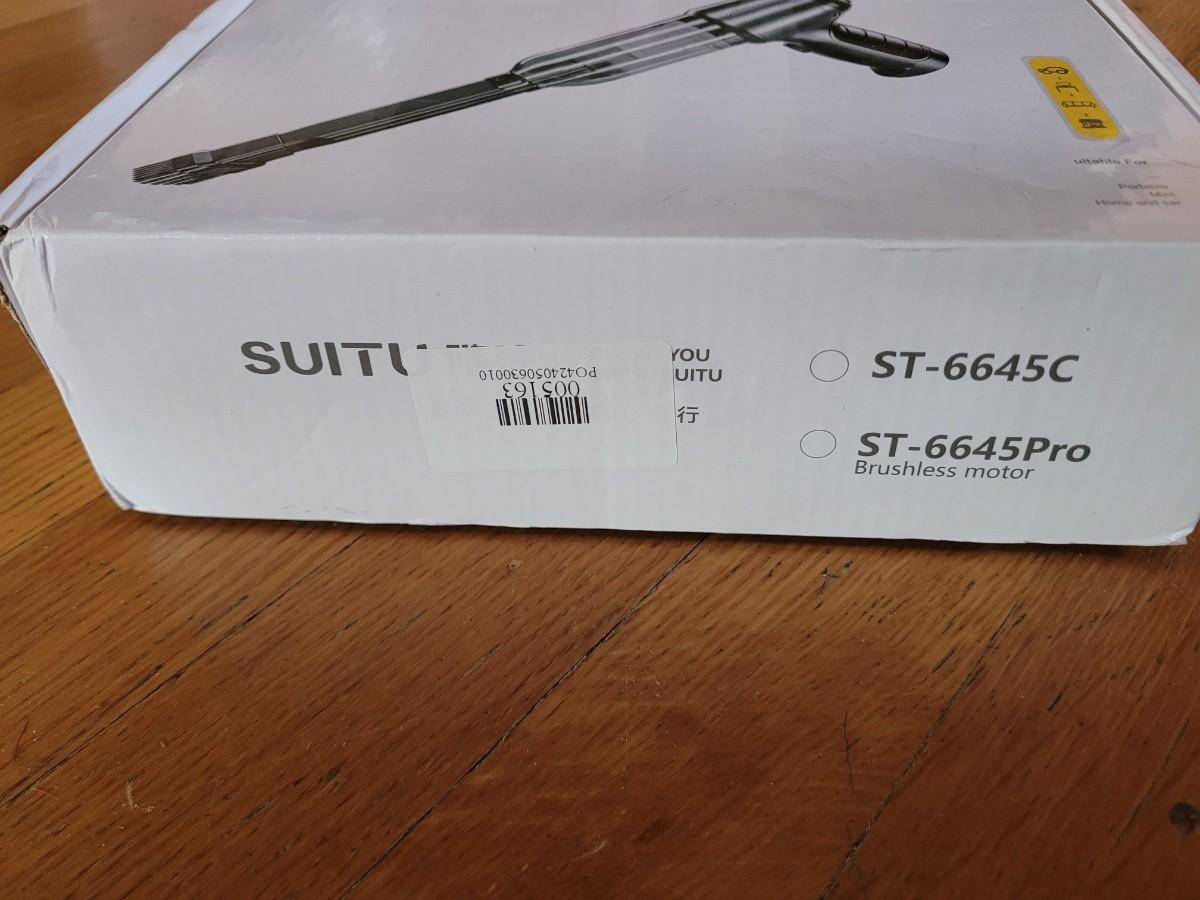 uitable For
Portable
Mini
Home and car
SUITU
YOU
UITU
行
PO424050630010
005163
ST-6645C
ST-6645Pro
Brushless motor